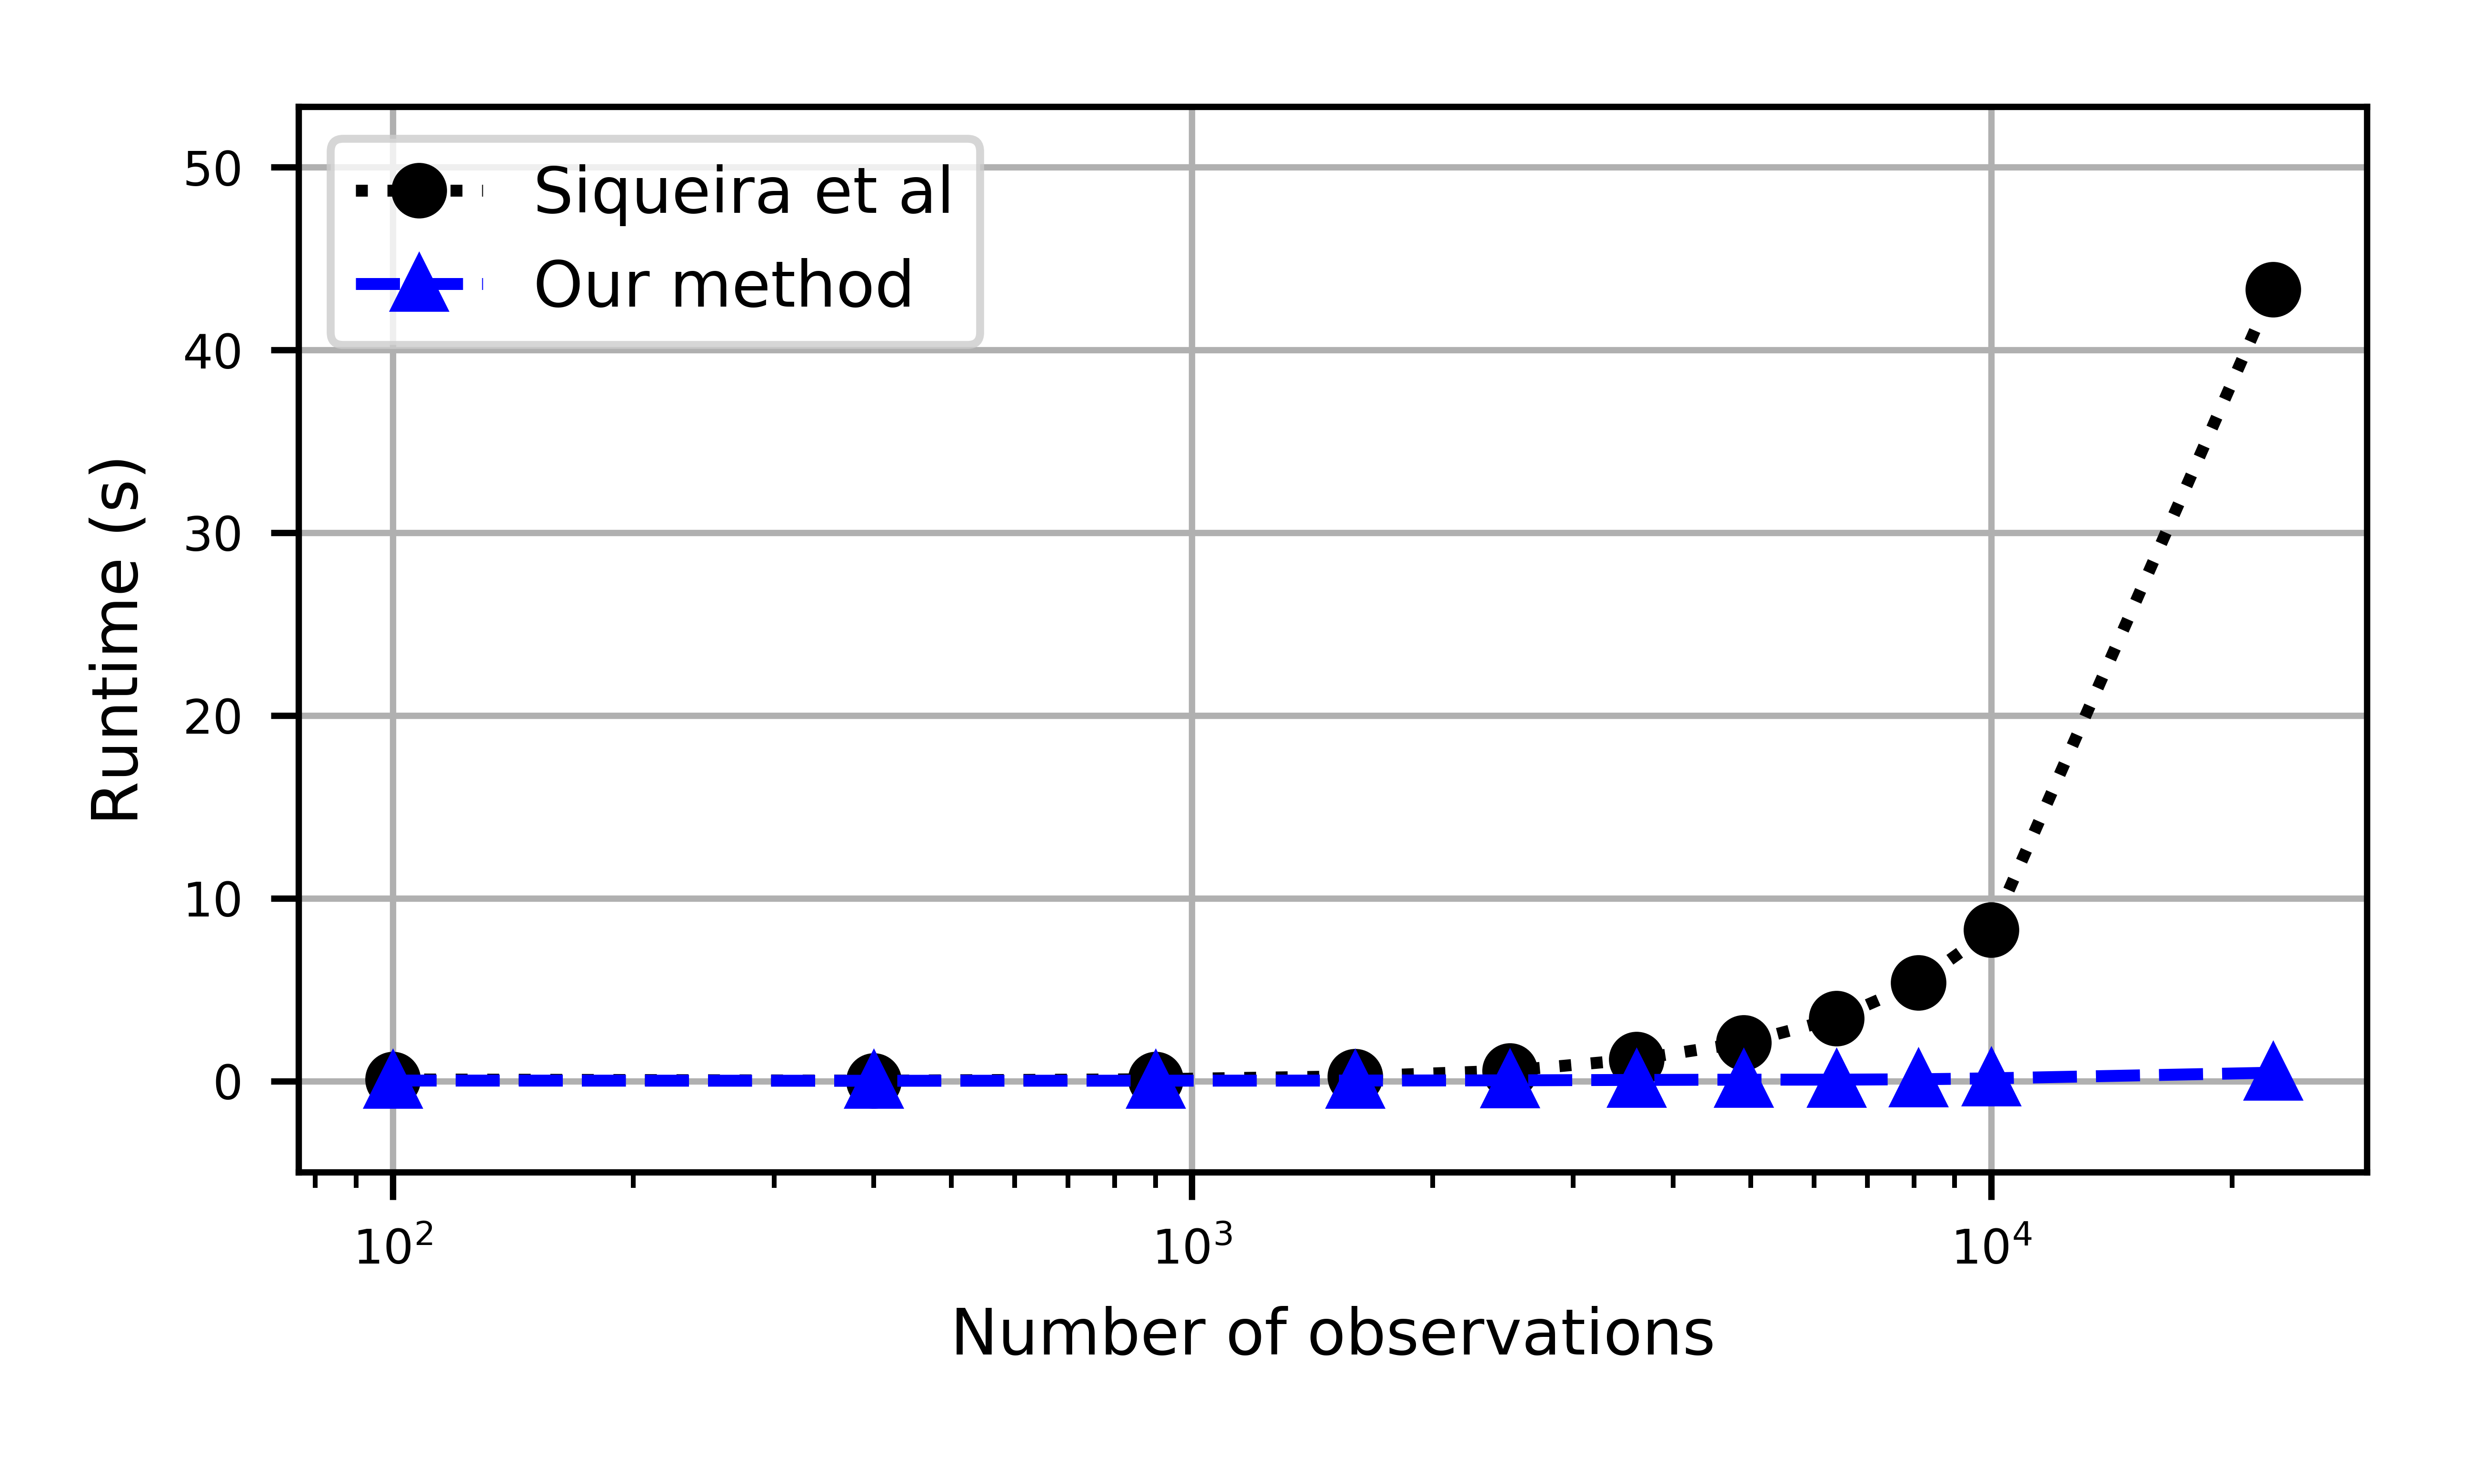 Siqueira et al
Our method
50
40
30
20
10
0
Runtime (s)
10²
10³
10⁴
Number of observations